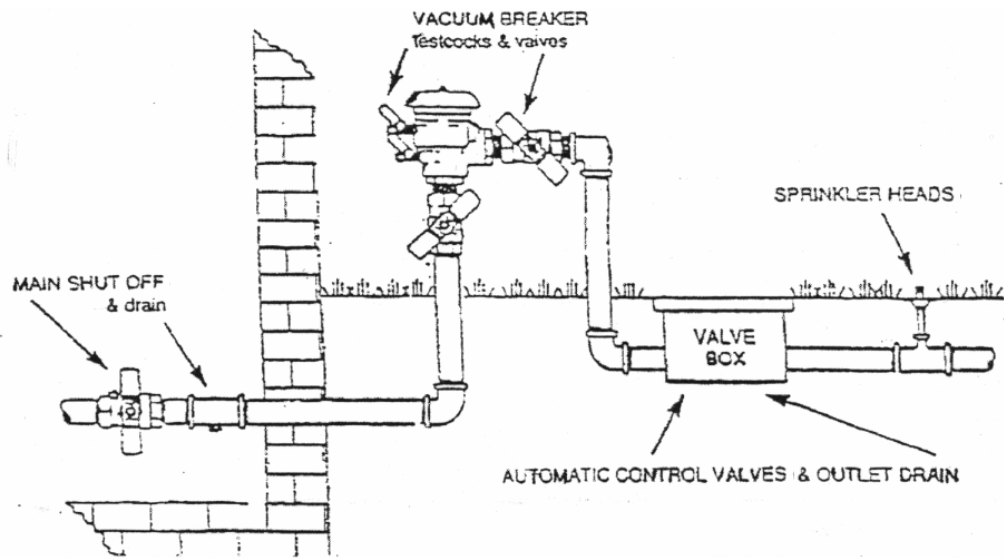 VACUUM BREAKER
Testcocks & valves
SPRINKLER HEADS
MAIN SHUT OFF
& drain
VALVE
BOX
AUTOMATIC CONTROL VALVES & OUTLET DRAIN